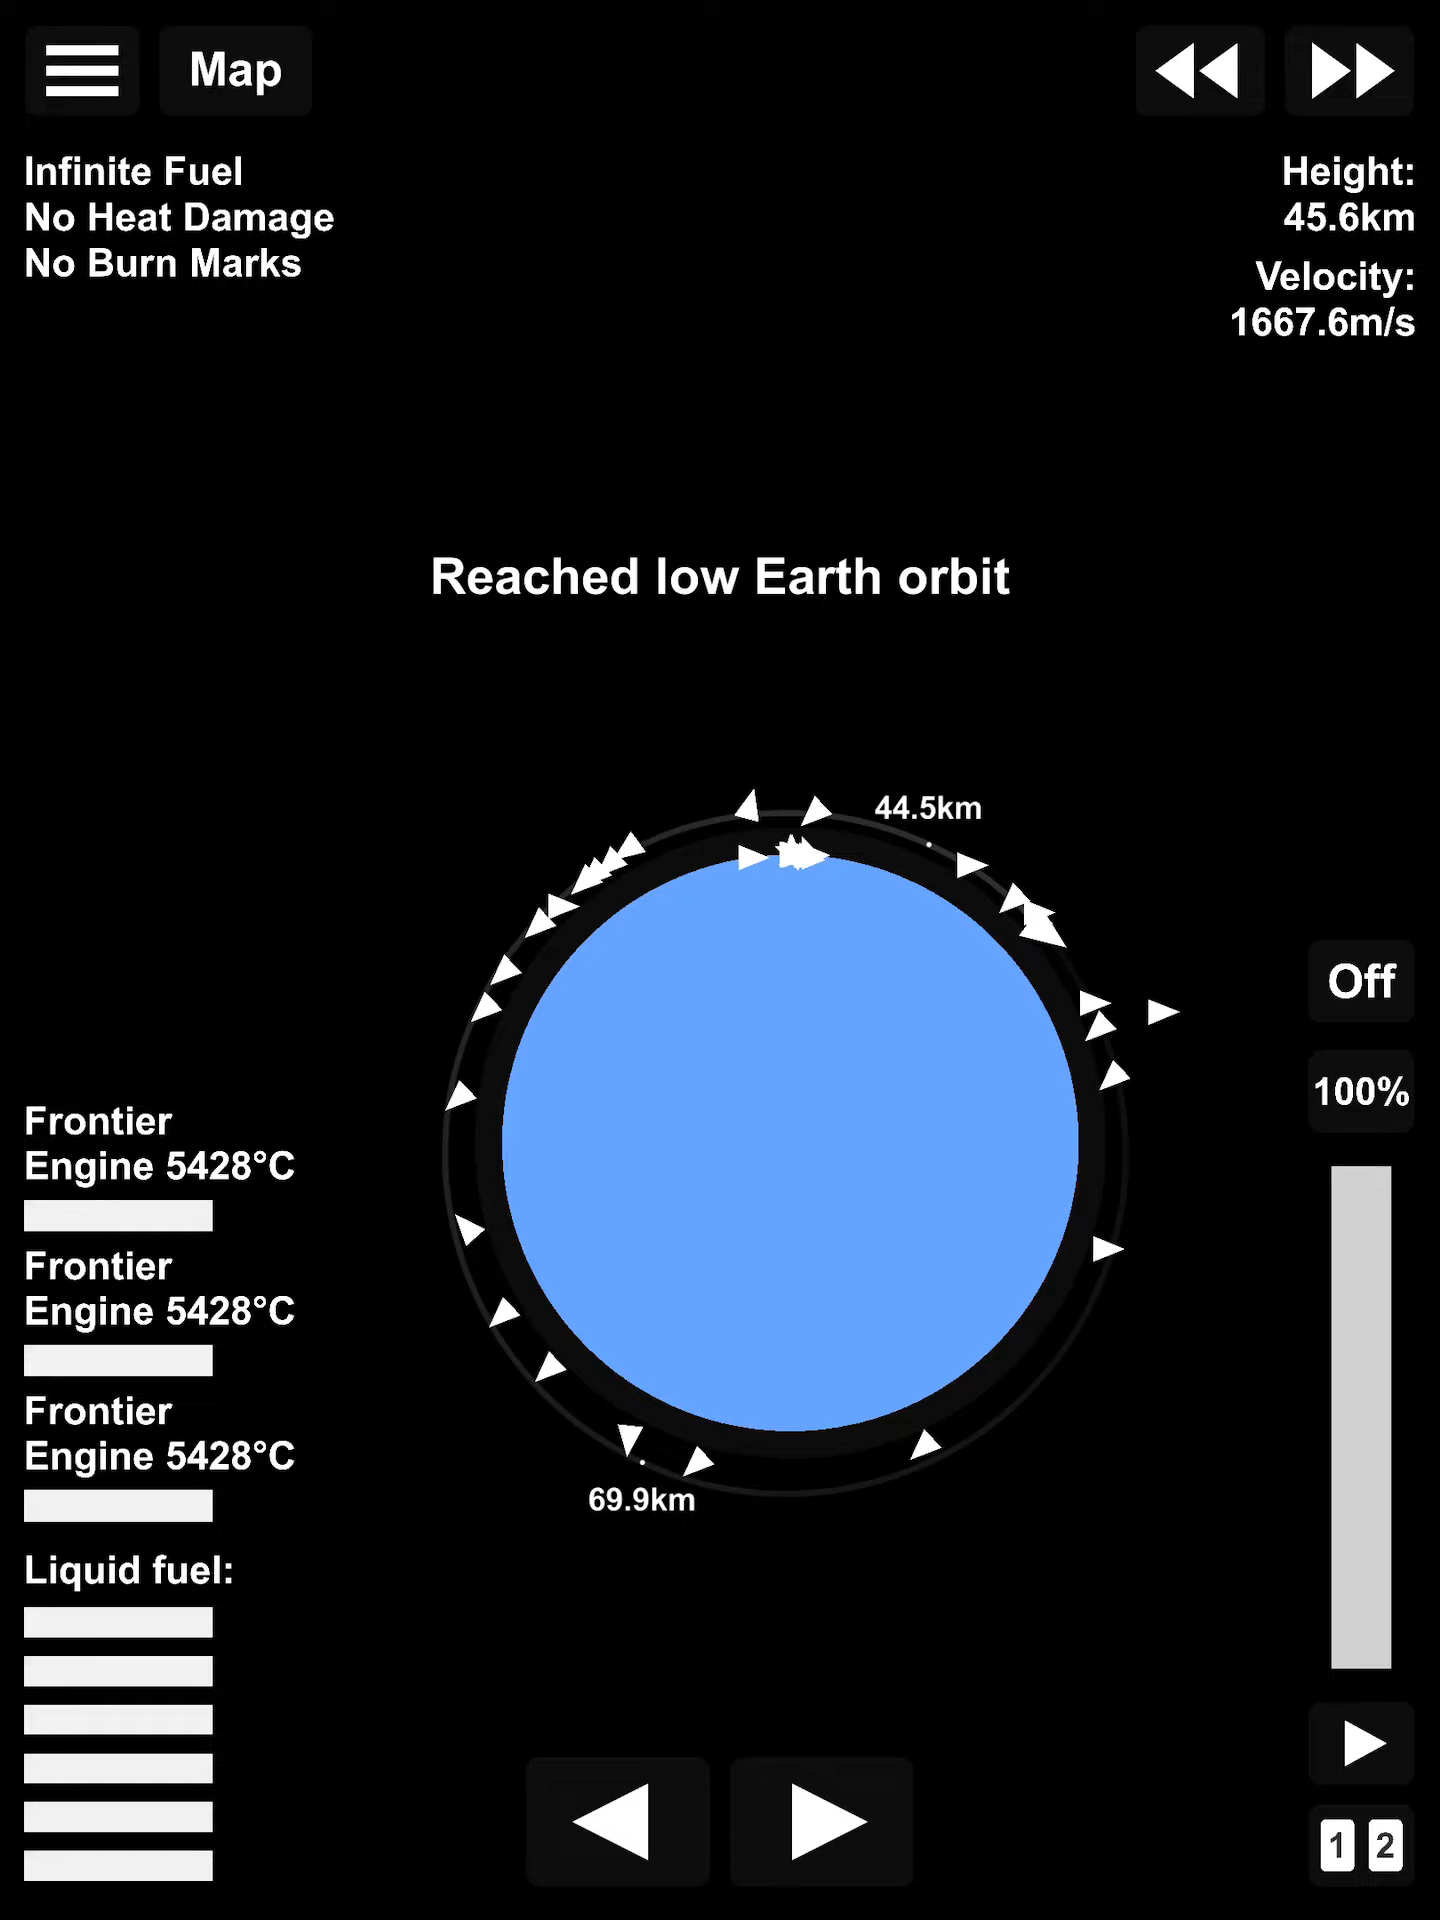 Map
Infinite Fuel
No Heat Damage
No Burn Marks
Height:
45.6km
Velocity:
1667.6m/s
Reached low Earth orbit
44.5km
69.9km
Off
100%
Frontier
Engine 5428°C
Frontier
Engine 5428°C
Frontier
Engine 5428°C
Liquid fuel:
1 2